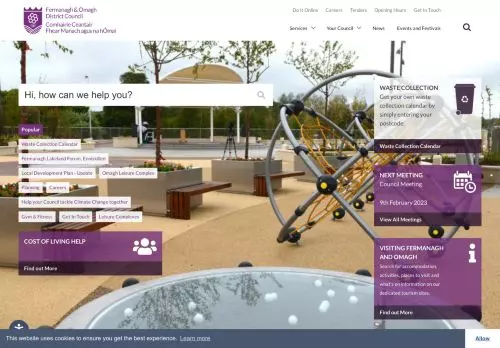 Fermanagh & Omagh
District Council
Comhairle Ceantair
Fhear Manach agus na hÓmaí
Do It Online Careers Tenders Opening Hours Get In Touch
Services Your Council News Events and Festivals
Hi, how can we help you?
Popular
Waste Collection Calendar
Fermanagh Lakeland Forum, Enniskillen
Local Development Plan - Update Omagh Leisure Complex
Planning Careers
Help your Council tackle Climate Change together
Gym & Fitness Get In Touch Leisure Complexes
COST OF LIVING HELP
Find out More
WASTE COLLECTION
Get your own waste
collection calendar by
simply entering your
postcode.
Waste Collection Calendar
NEXT MEETING
Council Meeting
9th February 2023
View All Meetings
VISITING FERMANAGH
AND OMAGH
Search for accommodation,
activities, places to visit and
what's on information on our
dedicated tourism sites.
Find out More
This website uses cookies to ensure you get the best experience. Learn more
Allow